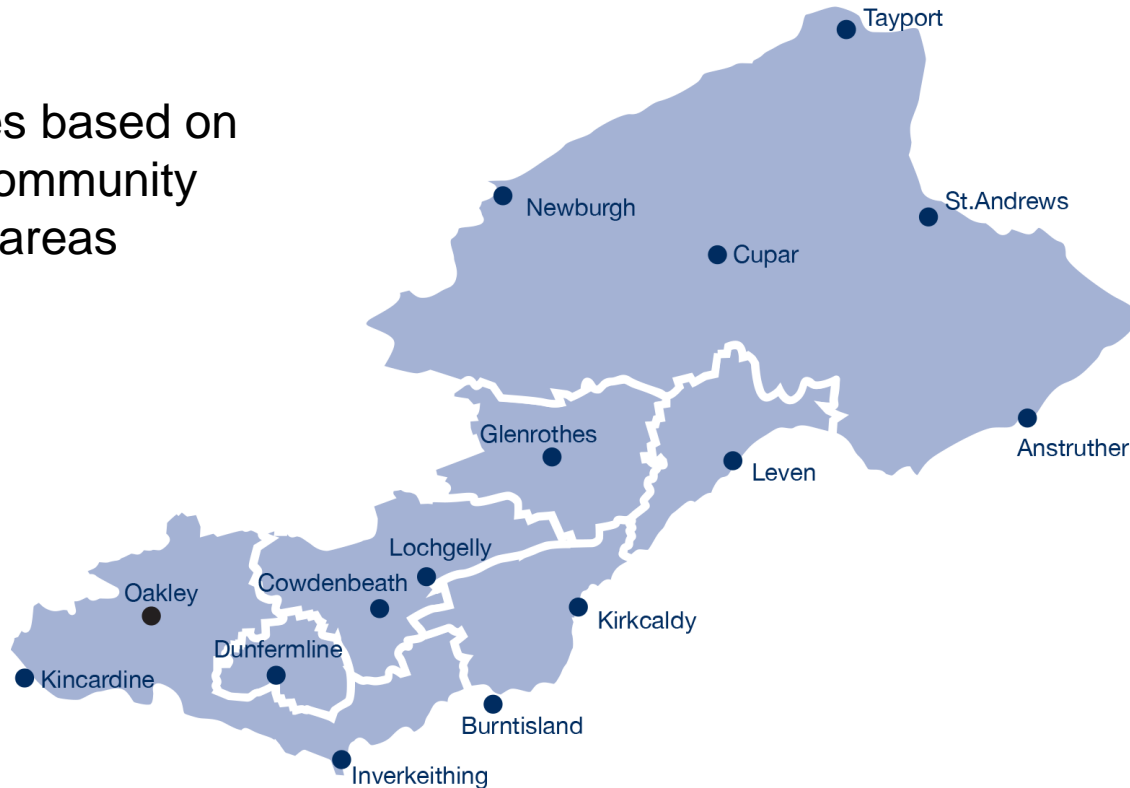 Tayport
es based on
ommunity
areas
Newburgh
St.Andrews
Cupar
Glenrothes
Anstruther
Leven
Lochgelly
Cowdenbeath
Oakley
Kirkcaldy
Dunfermline
Kincardine
Burntisland
Inverkeithing